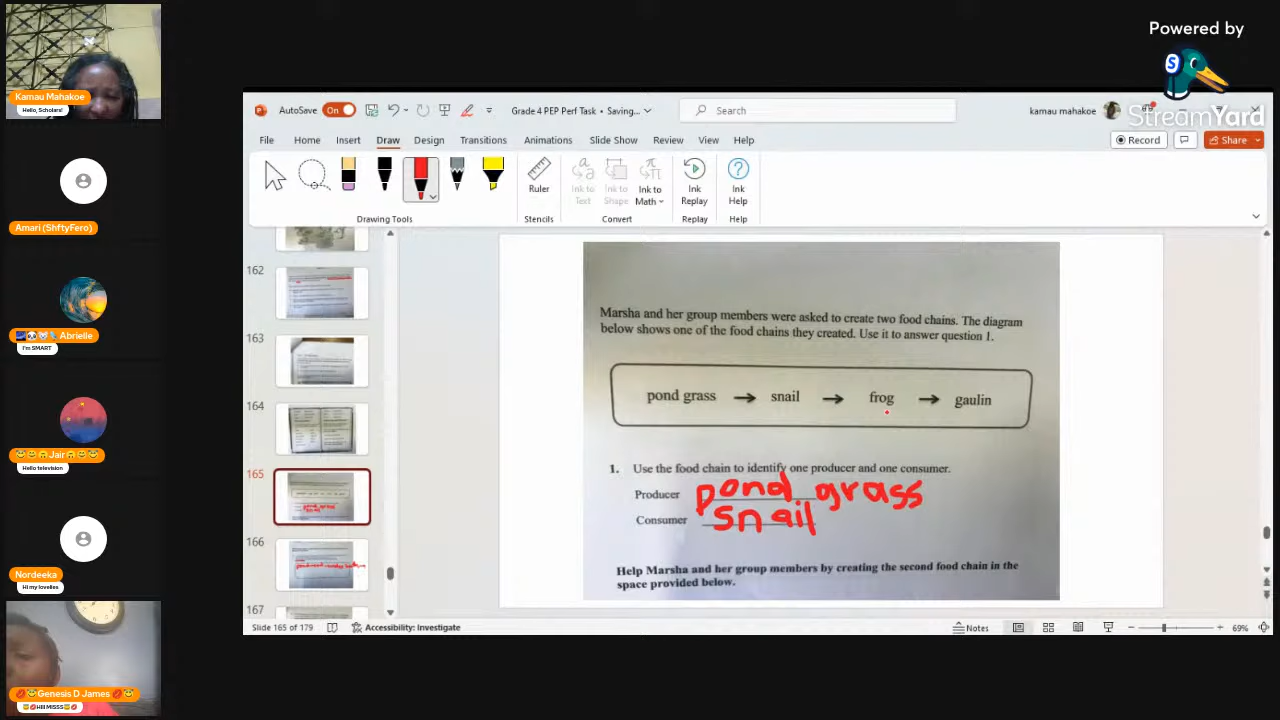 Powered by
S
StreamYard
Kamau Mahakoe
Hello, Scholars!
Amari (ShftyFero)
Abrielle
I'm SMART
Jair
Hello television
Nordeeka
Hi my lovelies
Genesis D James
HIII MISSS
AutoSave On
Grade 4 PEP Perf Task • Saving...
Search
kamau mahakoe
File Home Insert Draw Design Transitions Animations Slide Show Review View Help
Record
Share
Ruler
Ink to Text
Ink to Shape
Ink to Math
Ink Replay
Ink Help
Drawing Tools
Stencils
Convert
Replay
Help
162
163
164
165
166
167
Marsha and her group members were asked to create two food chains. The diagram
below shows one of the food chains they created. Use it to answer question 1.
pond grass → snail → frog → gaulin
1. Use the food chain to identify one producer and one consumer.
Producer pond grass
Consumer snail
Help Marsha and her group members by creating the second food chain in the
space provided below.
Slide 165 of 179
Accessibility: Investigate
Notes
69%